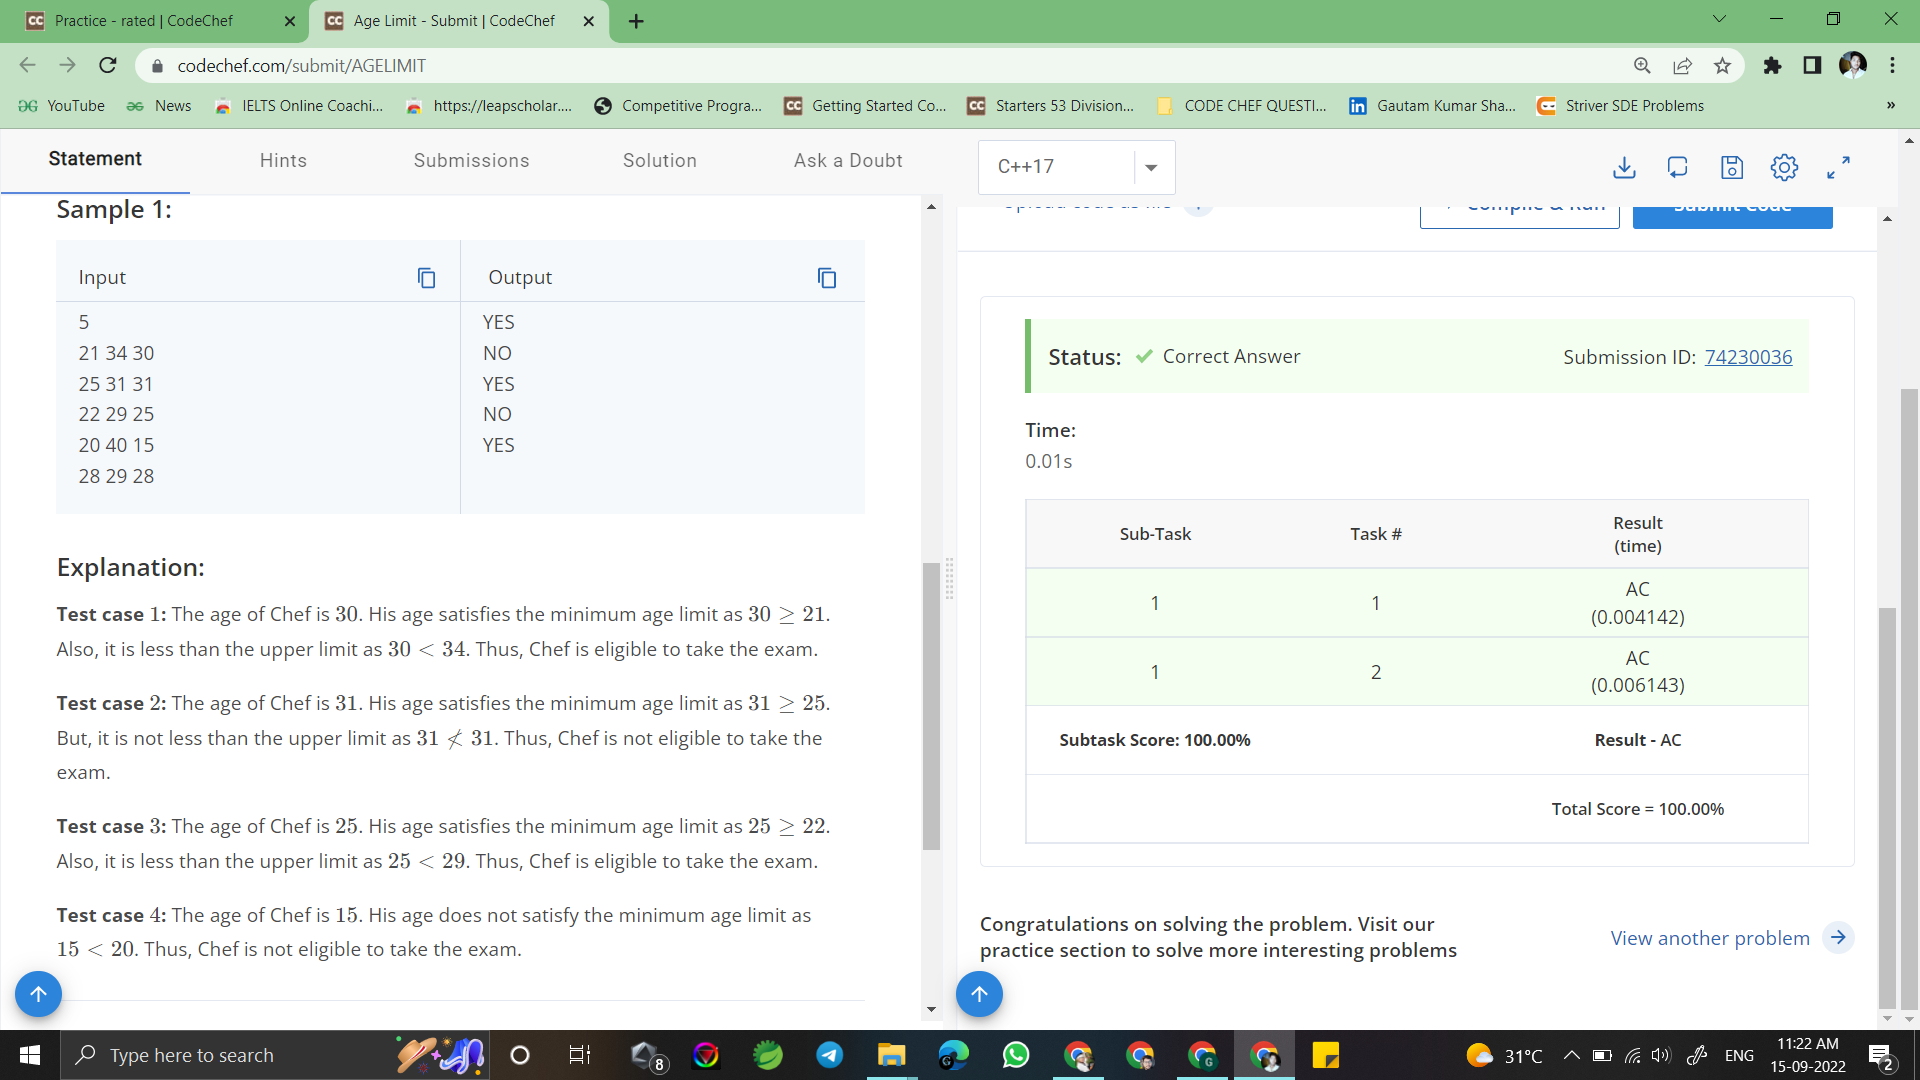 Practice - rated | CodeChef
Age Limit - Submit | CodeChef
codechef.com/submit/AGELIMIT
YouTube
News
IELTS Online Coachi...
https://leapscholar....
Competitive Progra...
Getting Started Co...
Starters 53 Division...
CODE CHEF QUESTI...
Gautam Kumar Sha...
Striver SDE Problems
»
Statement
Hints
Submissions
Solution
Ask a Doubt
C++17
Sample 1:
Input
Output
5
21 34 30
25 31 31
22 29 25
20 40 15
28 29 28
YES
NO
YES
NO
YES
Explanation:
Test case 1: The age of Chef is 30. His age satisfies the minimum age limit as 30 ≥ 21.
Also, it is less than the upper limit as 30 < 34. Thus, Chef is eligible to take the exam.
Test case 2: The age of Chef is 31. His age satisfies the minimum age limit as 31 ≥ 25.
But, it is not less than the upper limit as 31 ≮ 31. Thus, Chef is not eligible to take the
exam.
Test case 3: The age of Chef is 25. His age satisfies the minimum age limit as 25 ≥ 22.
Also, it is less than the upper limit as 25 < 29. Thus, Chef is eligible to take the exam.
Test case 4: The age of Chef is 15. His age does not satisfy the minimum age limit as
15 < 20. Thus, Chef is not eligible to take the exam.
Compile & Run
Submit Code
Status: Correct Answer
Submission ID: 74230036
Time:
0.01s
Sub-Task
Task #
Result
(time)
1
1
AC
(0.004142)
1
2
AC
(0.006143)
Subtask Score: 100.00%
Result - AC
Total Score = 100.00%
Congratulations on solving the problem. Visit our
practice section to solve more interesting problems
View another problem
Type here to search
8
31°C
ENG
11:22 AM
15-09-2022
2